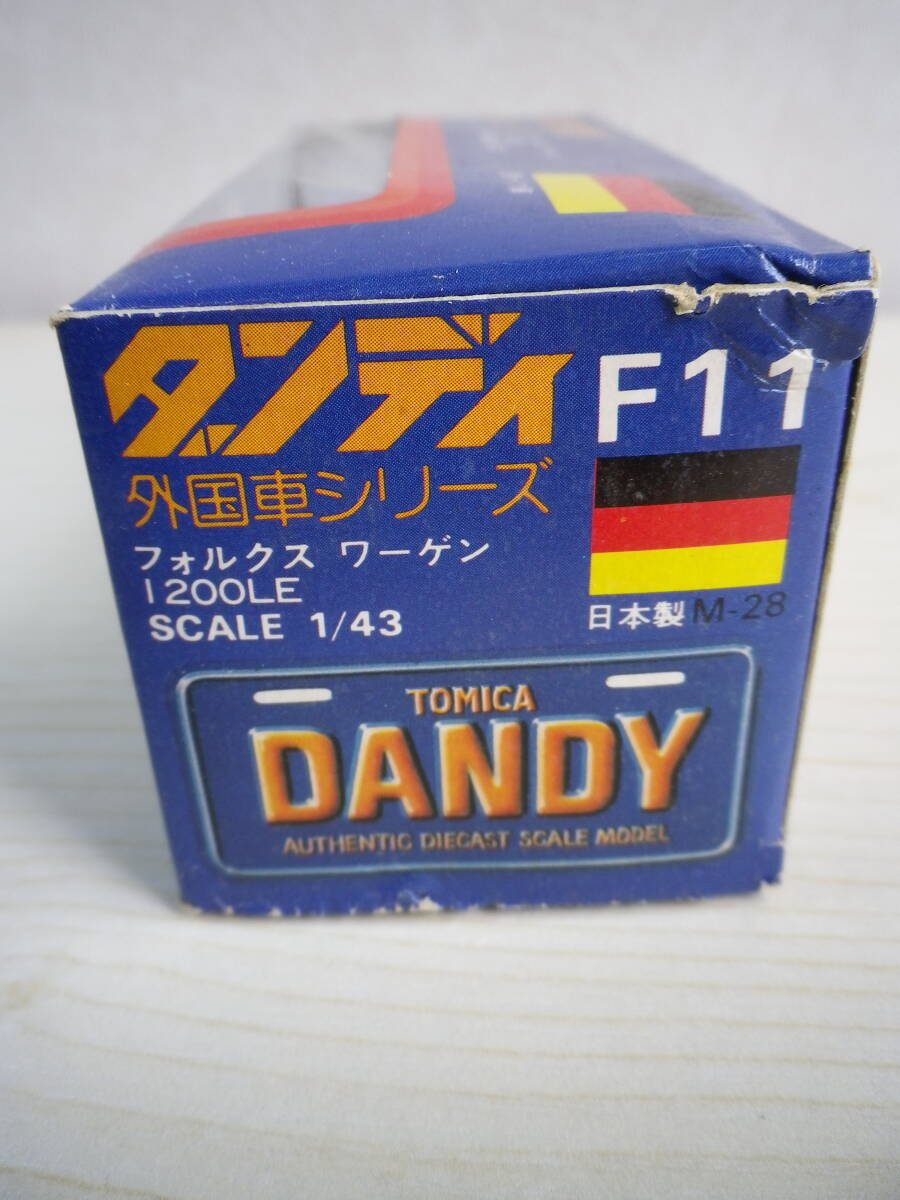 ダンディ
F11
外国車シリーズ
フォルクス ワーゲン
1200LE
SCALE 1/43
日本製 M-28
TOMICA
DANDY
AUTHENTIC DIECAST SCALE MODEL